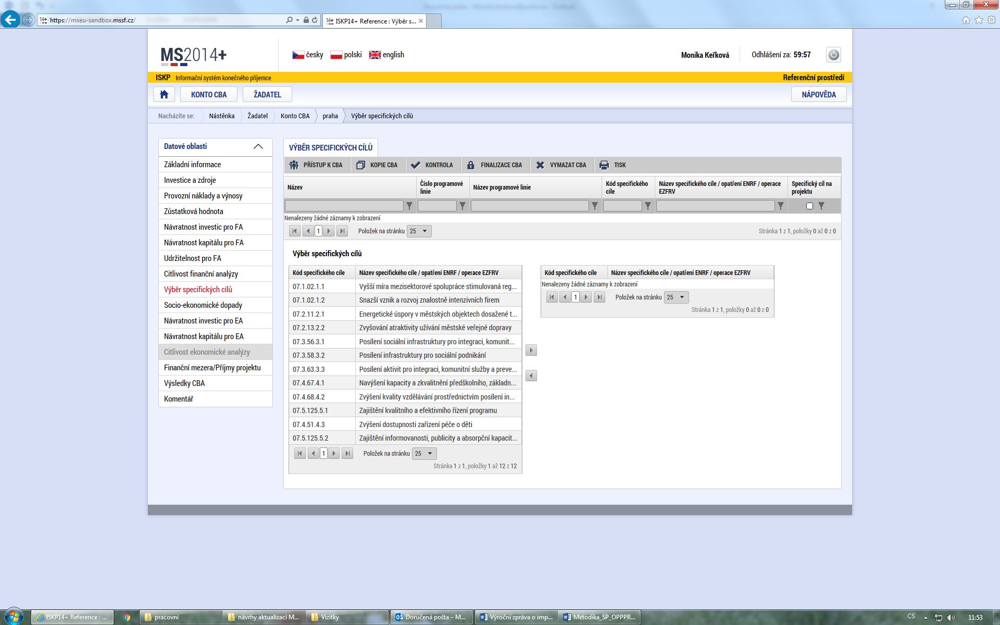 https://mseu-sandbox.mssf.cz/
14+ ISKP14+ Reference : Výběr s...
MS2014+
česky polski english
Monika Keřková Odhlášení za: 59:57
ISKP Informační systém konečného příjemce Referenční prostředí
KONTO CBA ŽADATEL NÁPOVĚDA
Nacházíte se: Nástěnka Žadatel Konto CBA praha Výběr specifických cílů
Datové oblasti
Základní informace
Investice a zdroje
Provozní náklady a výnosy
Zůstatková hodnota
Návratnost investic pro FA
Návratnost kapitálu pro FA
Udržitelnost pro FA
Citlivost finanční analýzy
Výběr specifických cílů
Socio-ekonomické dopady
Návratnost investic pro EA
Návratnost kapitálu pro EA
Citlivost ekonomické analýzy
Finanční mezera/Příjmy projektu
Výsledky CBA
Komentář
VÝBĚR SPECIFICKÝCH CÍLŮ
PŘÍSTUP K CBA KOPIE CBA KONTROLA FINALIZACE CBA VYMAZAT CBA TISK
Název Číslo programové linie Název programové linie Kód specifického cíle Název specifického cíle / opatření ENRF / operace EZFRV Specifický cíl na projektu
Nenalezeny žádné záznamy k zobrazení
1 Položek na stránku 25 Stránka 1 z 1, položky 0 až 0 z 0
Výběr specifických cílů
Kód specifického cíle Název specifického cíle / opatření ENRF / operace EZFRV
07.1.02.1.1 Vyšší míra mezisektorové spolupráce stimulovaná reg...
07.1.02.1.2 Snazší vznik a rozvoj znalostně intenzivních firem
07.2.11.2.1 Energetické úspory v městských objektech dosažené t...
07.2.13.2.2 Zvyšování atraktivity užívání městské veřejné dopravy
07.3.56.3.1 Posílení sociální infrastruktury pro integraci, komunit...
07.3.58.3.2 Posílení infrastruktury pro sociální podnikání
07.3.63.3.3 Posílení aktivit pro integraci, komunitní služby a preve...
07.4.67.4.1 Navýšení kapacity a zkvalitnění předškolního, základn...
07.4.68.4.2 Zvýšení kvality vzdělávání prostřednictvím posílení in...
07.5.125.5.1 Zajištění kvalitního a efektivního řízení programu
07.4.51.4.3 Zvýšení dostupnosti zařízení péče o děti
07.5.125.5.2 Zajištění informovanosti, publicity a absorpční kapacit...
1 Položek na stránku 25
Stránka 1 z 1, položky 1 až 12 z 12
Kód specifického cíle Název specifického cíle / opatření ENRF / operace EZFRV
Nenalezeny žádné záznamy k zobrazení
1 Položek na stránku 25
Stránka 1 z 1, položky 0 až 0 z 0
ISKP14+ Reference : ... pracovní návrhy aktualizací M... Vizitky Doručená pošta – M... Výroční zpráva o imp... Metodika_SP_OPPPR... CS 11:53